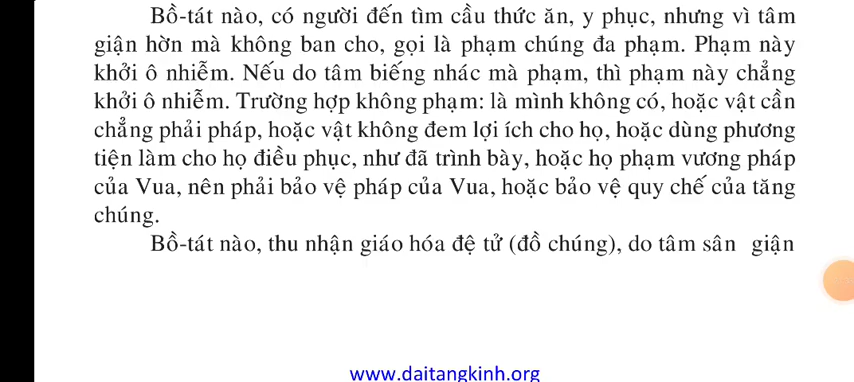 Bồ-tát nào, có người đến tìm cầu thức ăn, y phục, nhưng vì tâm
giận hờn mà không ban cho, gọi là phạm chúng đa phạm. Phạm này
khởi ô nhiễm. Nếu do tâm biếng nhác mà phạm, thì phạm này chẳng
khởi ô nhiễm. Trường hợp không phạm: là mình không có, hoặc vật cần
chẳng phải pháp, hoặc vật không đem lợi ích cho họ, hoặc dùng phương
tiện làm cho họ điều phục, như đã trình bày, hoặc họ phạm vương pháp
của Vua, nên phải bảo vệ pháp của Vua, hoặc bảo vệ quy chế của tăng
chúng.
Bồ-tát nào, thu nhận giáo hóa đệ tử (đồ chúng), do tâm sân giận
www.daitangkinh.org